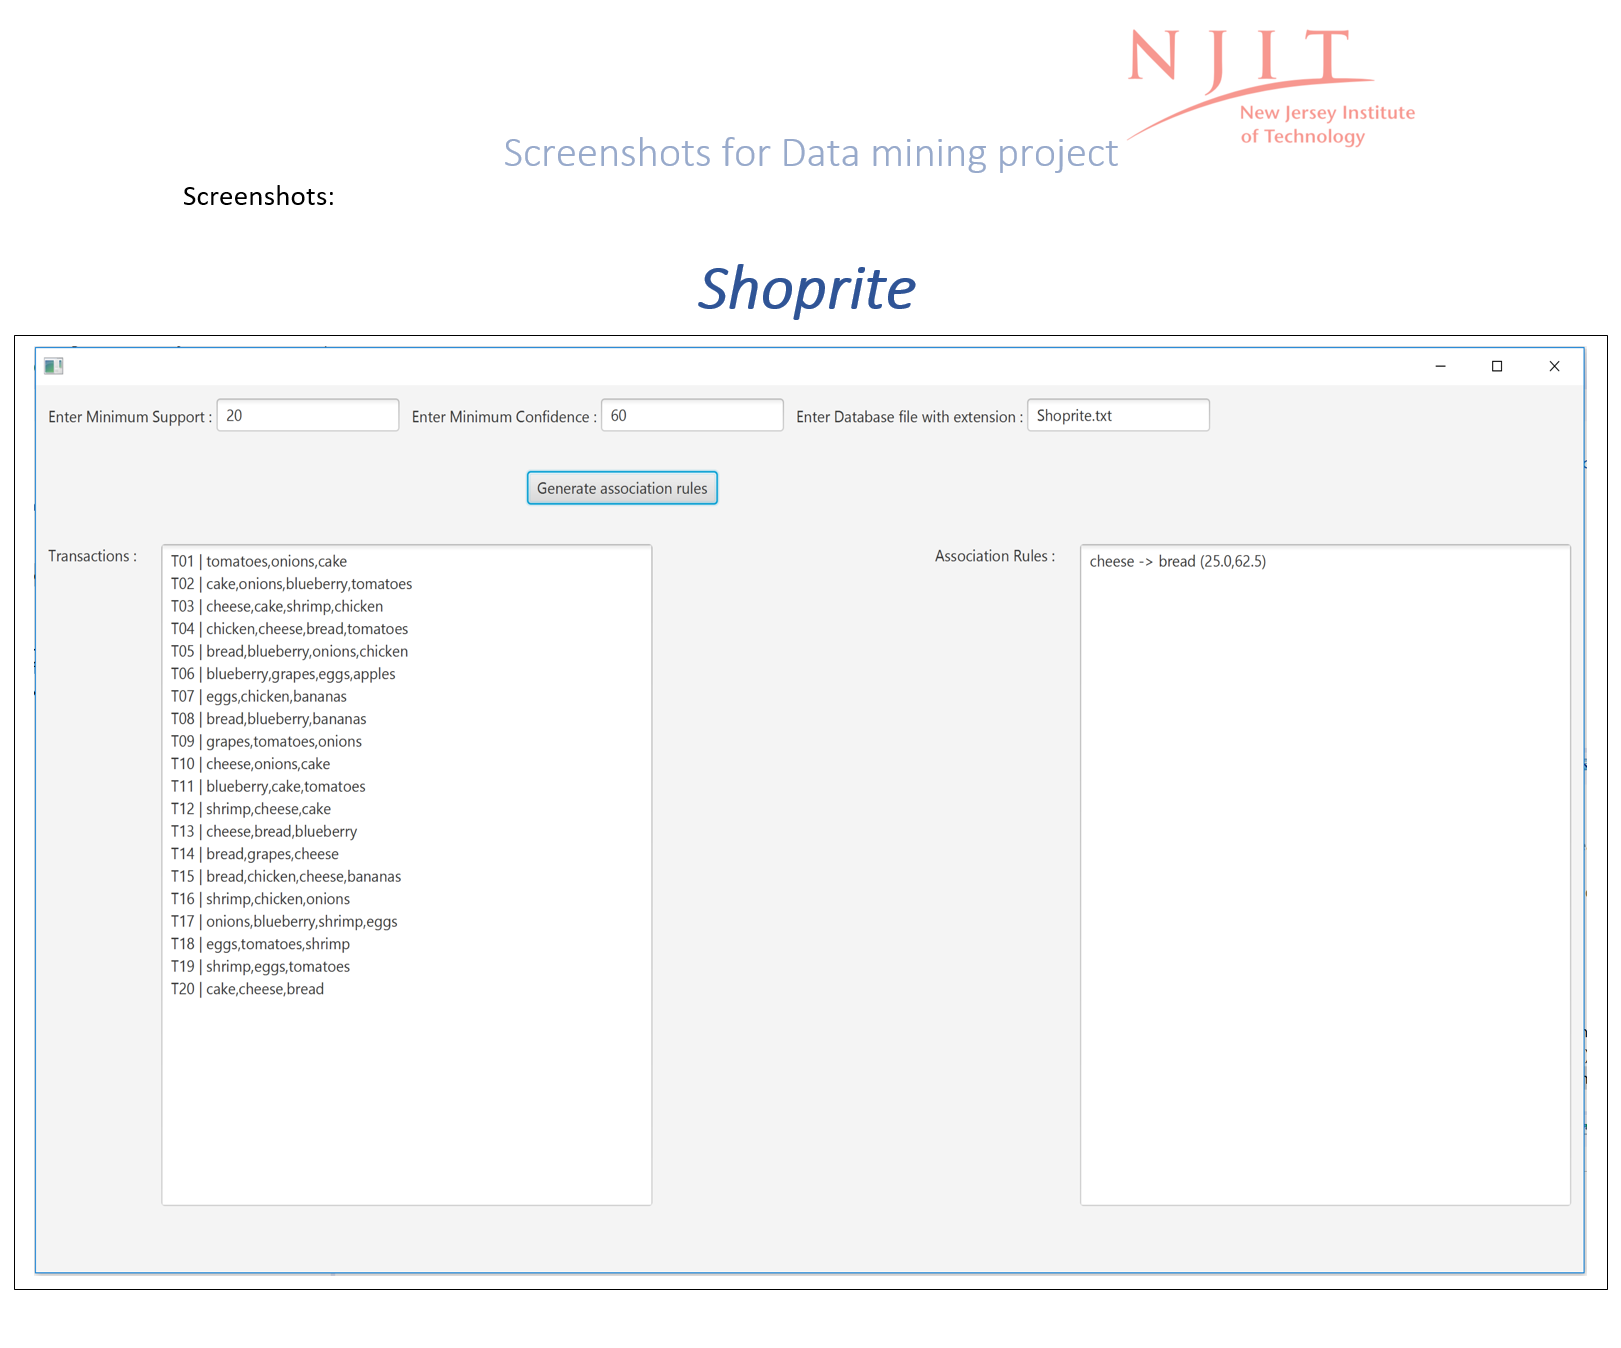 N J I T
New Jersey Institute
of Technology
Screenshots for Data mining project
Screenshots:
Shoprite
Enter Minimum Support : 20 Enter Minimum Confidence : 60 Enter Database file with extension : Shoprite.txt
Generate association rules
Transactions :
T01 | tomatoes,onions,cake
T02 | cake,onions,blueberry,tomatoes
T03 | cheese,cake,shrimp,chicken
T04 | chicken,cheese,bread,tomatoes
T05 | bread,blueberry,onions,chicken
T06 | blueberry,grapes,eggs,apples
T07 | eggs,chicken,bananas
T08 | bread,blueberry,bananas
T09 | grapes,tomatoes,onions
T10 | cheese,onions,cake
T11 | blueberry,cake,tomatoes
T12 | shrimp,cheese,cake
T13 | cheese,bread,blueberry
T14 | bread,grapes,cheese
T15 | bread,chicken,cheese,bananas
T16 | shrimp,chicken,onions
T17 | onions,blueberry,shrimp,eggs
T18 | eggs,tomatoes,shrimp
T19 | shrimp,eggs,tomatoes
T20 | cake,cheese,bread
Association Rules :
cheese -> bread (25.0,62.5)